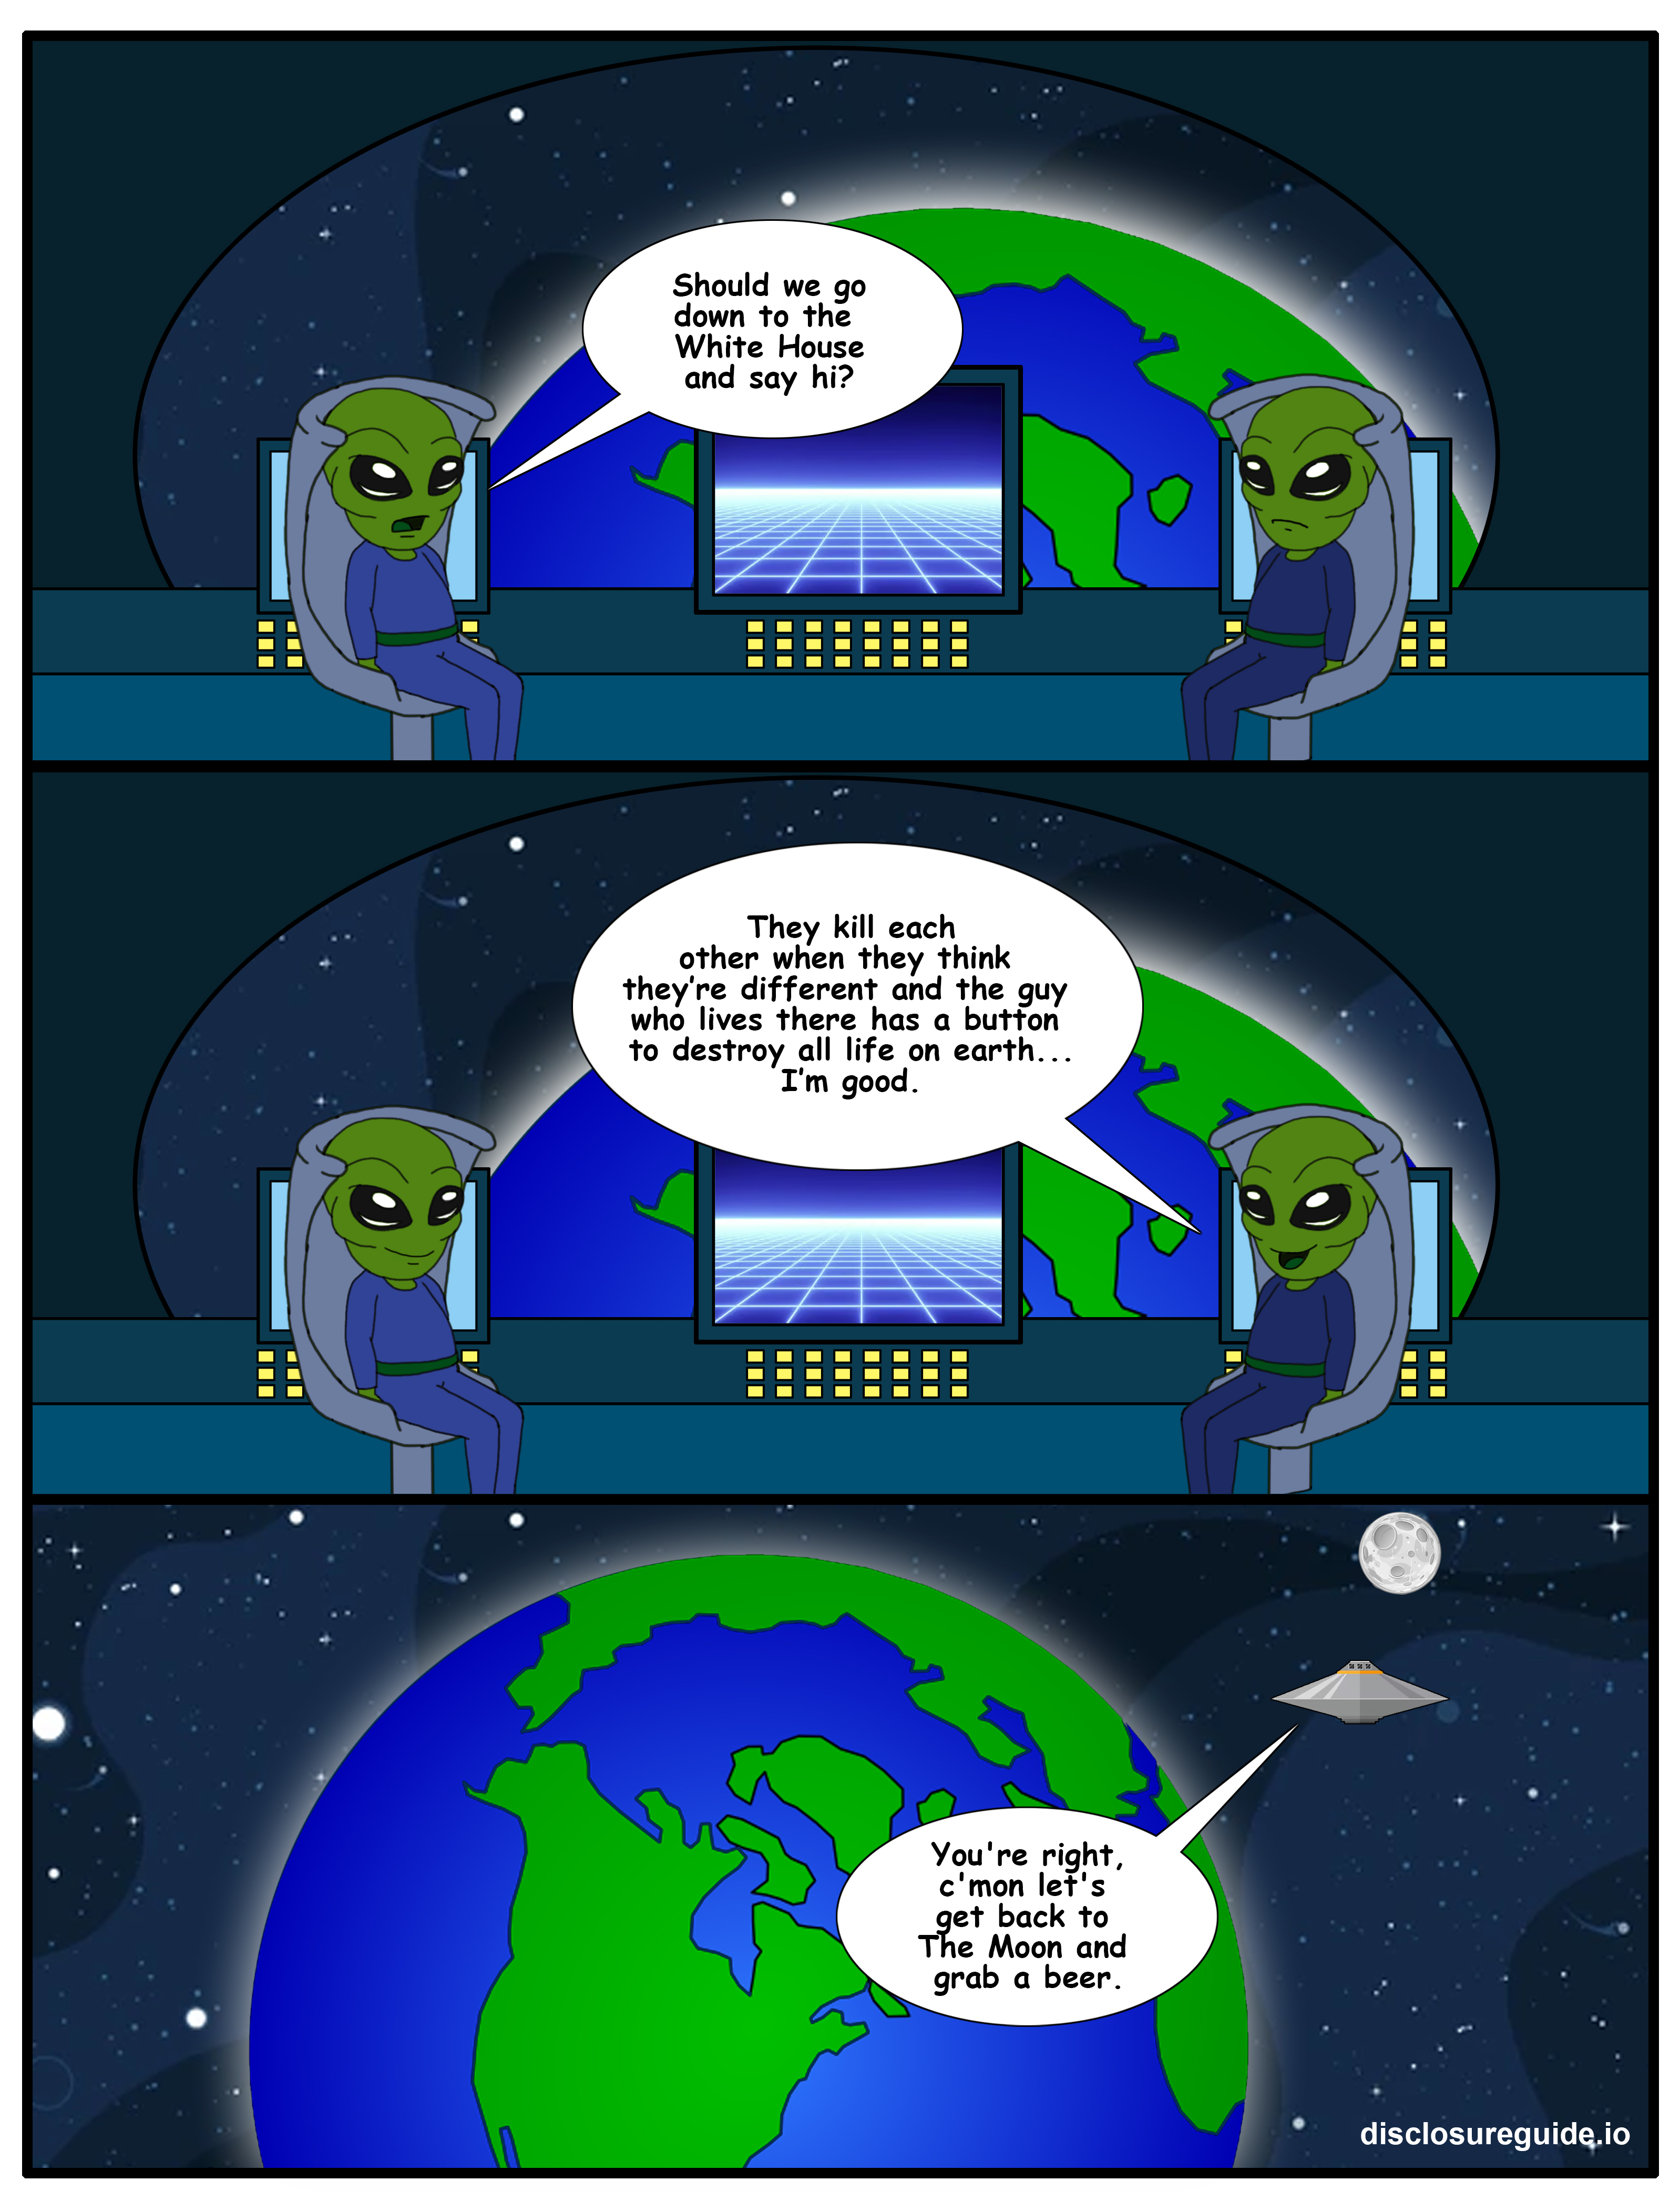 Should we go
down to the
White House
and say hi?
They kill each
other when they think
they're different and the guy
who lives there has a button
to destroy all life on earth...
I'm good.
You're right,
c'mon let's
get back to
The Moon and
grab a beer.
disclosureguide.io